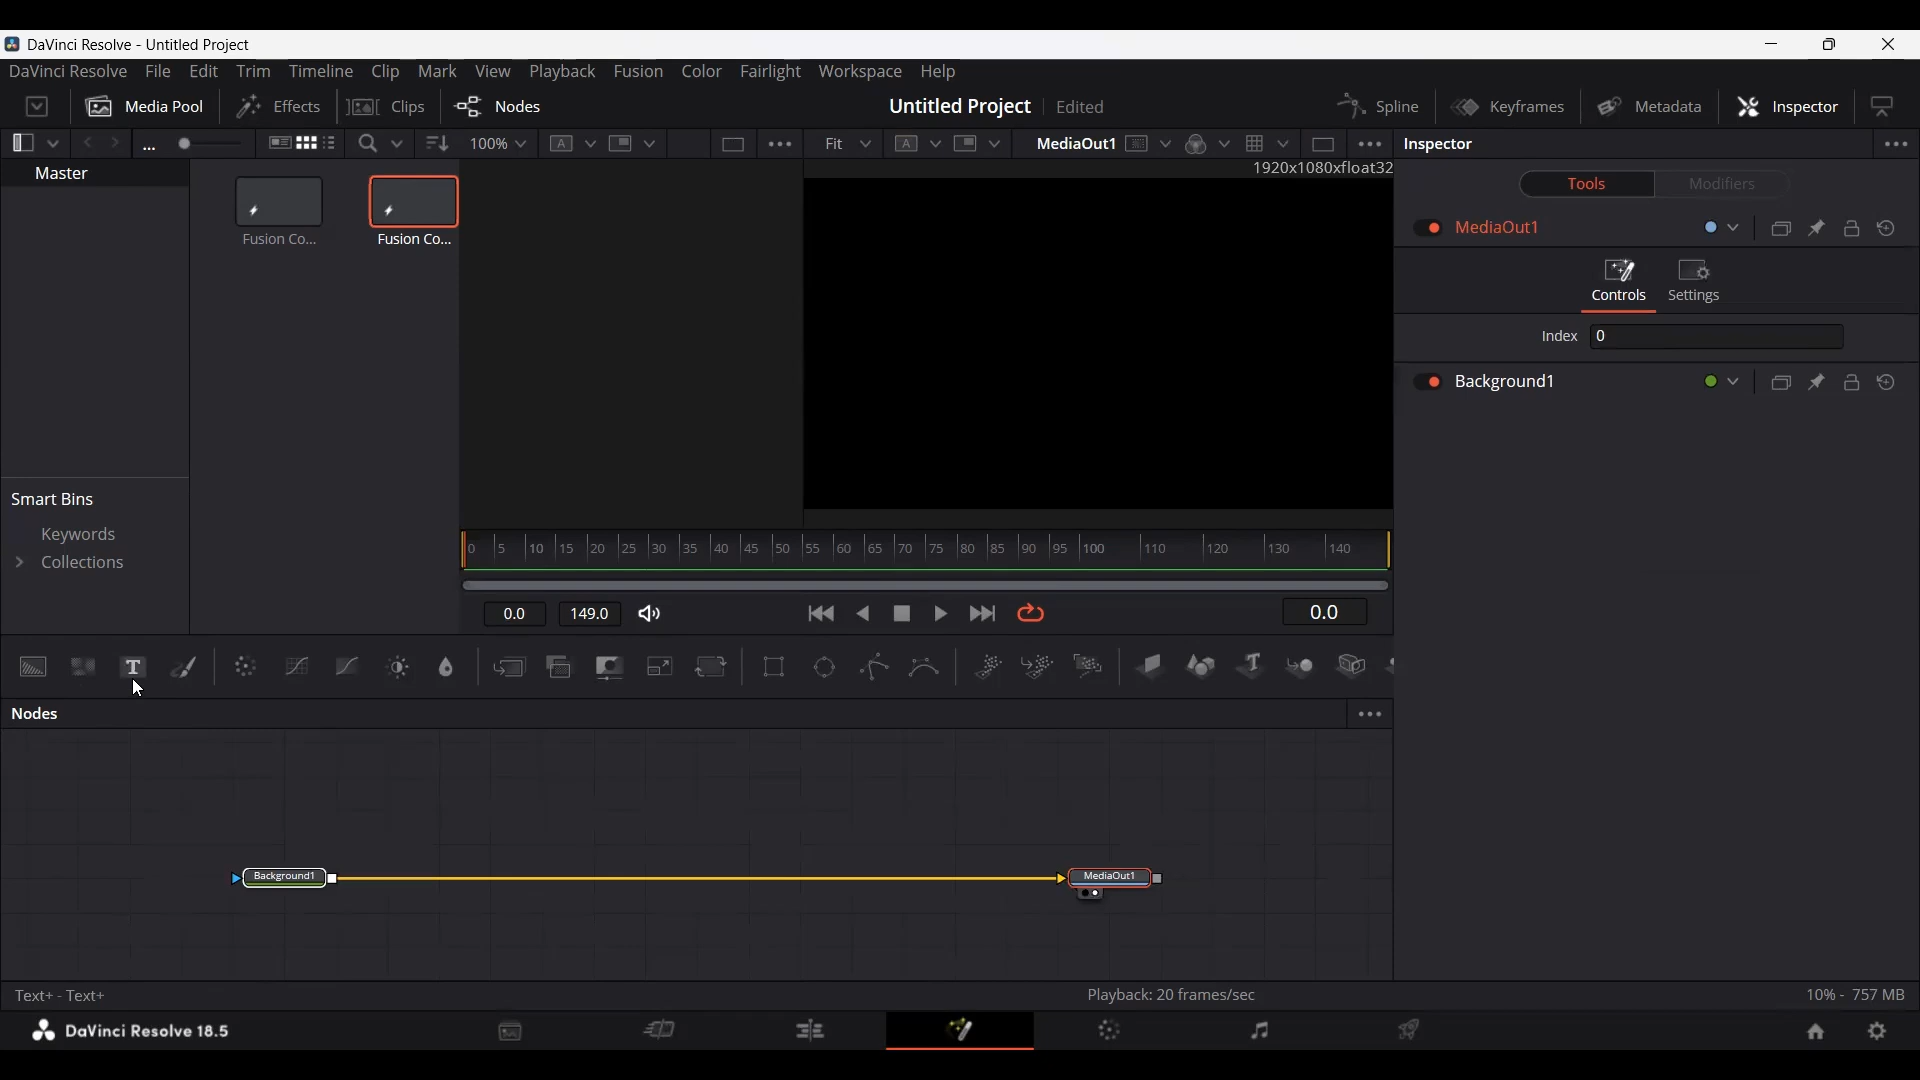 DaVinci Resolve - Untitled Project
DaVinci Resolve File Edit Trim Timeline Clip Mark View Playback Fusion Color Fairlight Workspace Help
Media Pool Effects Clips Nodes Untitled Project Edited Spline Keyframes Metadata Inspector
... 100% A Fit A MediaOut1 Inspector
1920x1080xfloat32
Master
Tools Modifiers
MediaOut1
Fusion Co... Fusion Co...
Controls Settings
Index 0
Background1
Smart Bins
Keywords
Collections
0 5 10 15 20 25 30 35 40 45 50 55 60 65 70 75 80 85 90 95 100 110 120 130 140
0.0 149.0 0.0
T T
Nodes
Background1 MediaOut1
Text+ - Text+ Playback: 20 frames/sec 10% - 757 MB
DaVinci Resolve 18.5